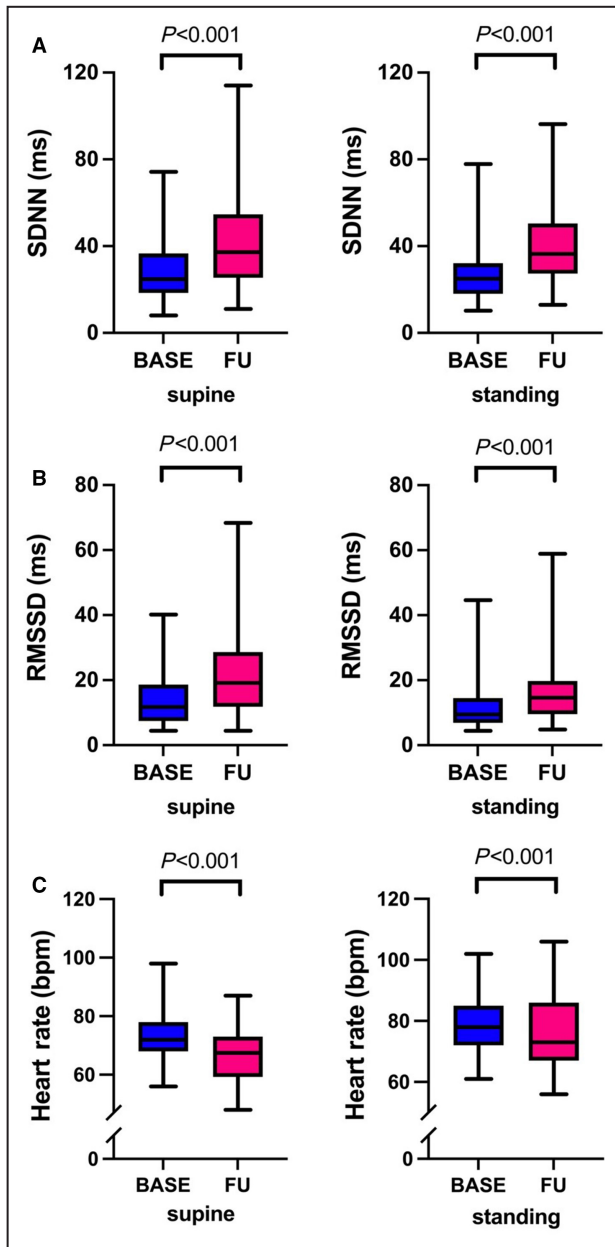 A
P<0.001
P<0.001
SDNN (ms)
120
80
40
0
BASE FU
supine
SDNN (ms)
120
80
40
0
BASE FU
standing
B
P<0.001
P<0.001
RMSSD (ms)
80
60
40
20
0
BASE FU
supine
RMSSD (ms)
80
60
40
20
0
BASE FU
standing
C
P<0.001
P<0.001
Heart rate (bpm)
120
100
80
60
0
BASE FU
supine
Heart rate (bpm)
120
100
80
60
0
BASE FU
standing